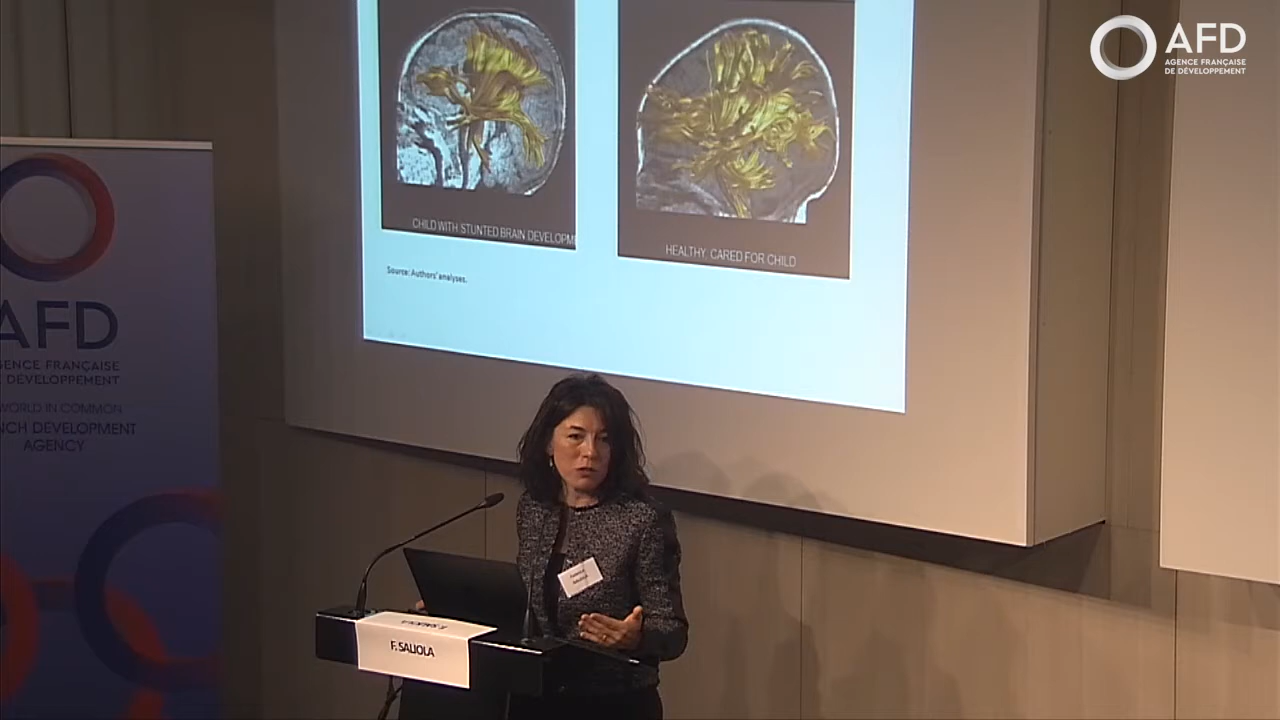 AFD
AGENCE FRANÇAISE
DE DÉVELOPPEMENT
CHILD WITH STUNTED BRAIN DEVELOPM
HEALTHY, CARED FOR CHILD
Source: Authors' analyses.
AFD
GENCE FRANÇAISE
E DÉVELOPPEMENT
WORLD IN COMMON
NCH DEVELOPMENT
AGENCY
F. SALIOLA